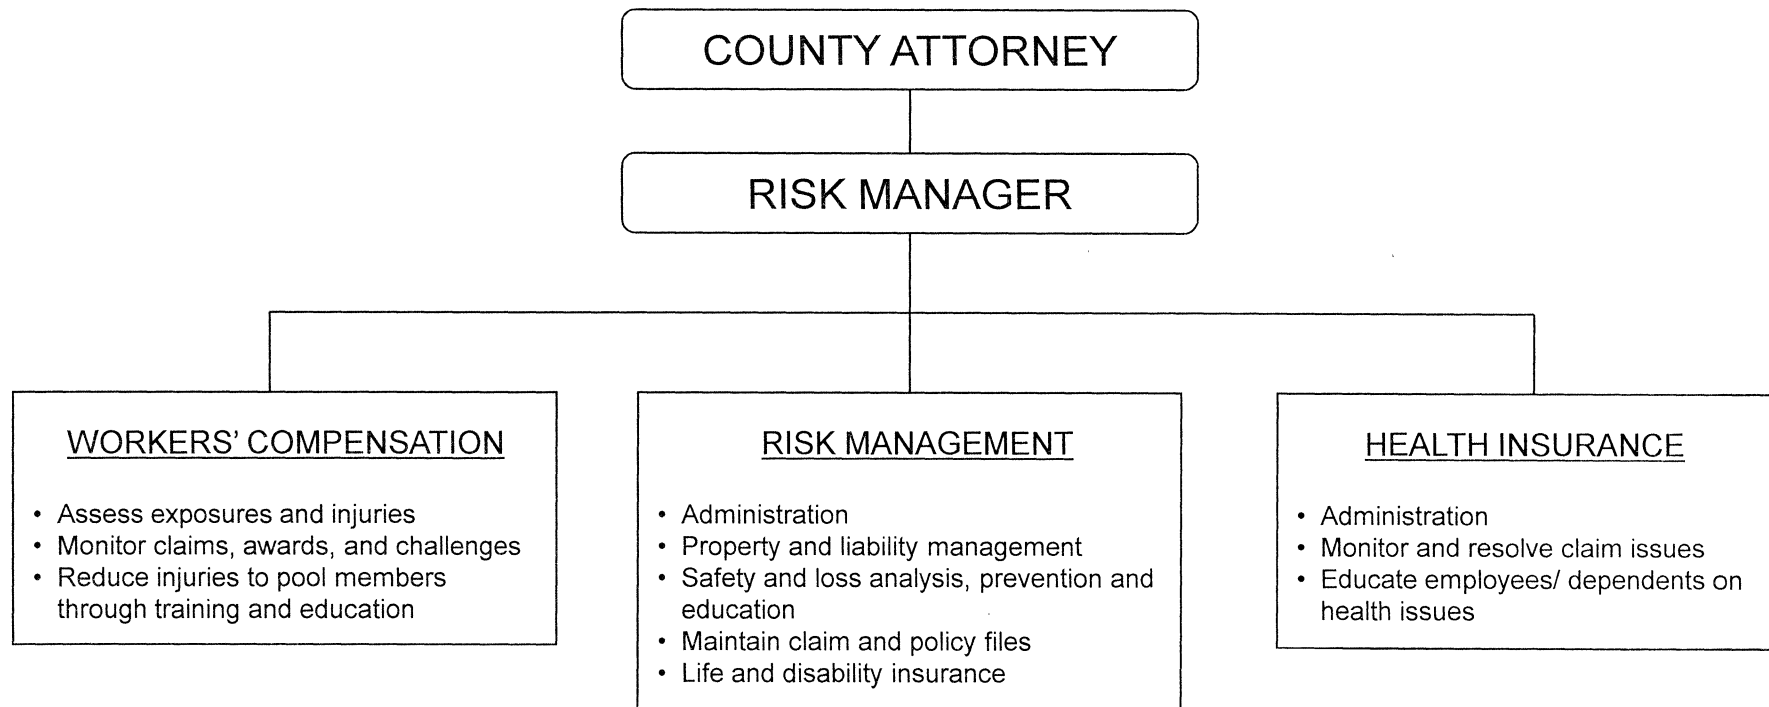 COUNTY ATTORNEY
RISK MANAGER
WORKERS' COMPENSATION
• Assess exposures and injuries
• Monitor claims, awards, and challenges
• Reduce injuries to pool members
through training and education
RISK MANAGEMENT
• Administration
• Property and liability management
• Safety and loss analysis, prevention and
education
• Maintain claim and policy files
• Life and disability insurance
HEALTH INSURANCE
• Administration
• Monitor and resolve claim issues
• Educate employees/ dependents on
health issues